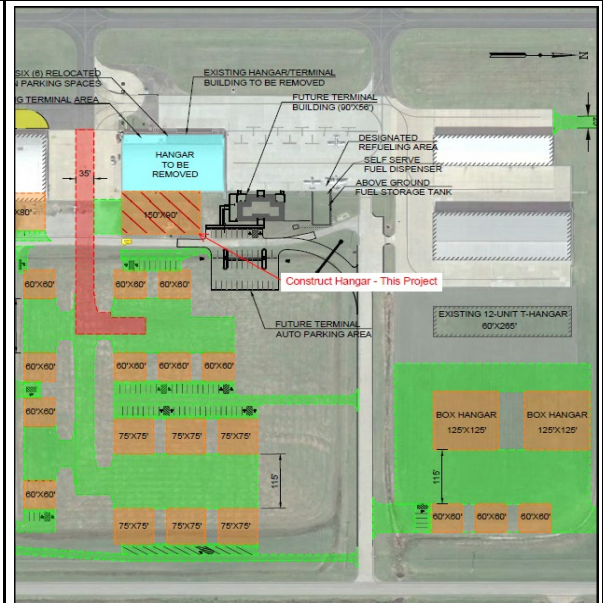 SIX (6) RELOCATED
PARKING SPACES
TERMINAL AREA
EXISTING HANGAR/TERMINAL
BUILDING TO BE REMOVED
N
FUTURE TERMINAL
BUILDING (90'X56')
HANGAR
TO BE
REMOVED
DESIGNATED
REFUELING AREA
SELF SERVE
FUEL DISPENSER
ABOVE GROUND
FUEL STORAGE TANK
35'
X80'
150'X90'
Construct Hangar - This Project
60'X60'
60'X60'
60'X60'
FUTURE TERMINAL
AUTO PARKING AREA
EXISTING 12-UNIT T-HANGAR
60'X265'
60'X60'
60'X60'
60'X60'
60'X60'
60'X60'
75'X75'
75'X75'
75'X75'
BOX HANGAR
125'X125'
BOX HANGAR
125'X125'
115'
115'
60'X60'
75'X75'
75'X75'
75'X75'
60'X60'
60'X60'
60'X60'